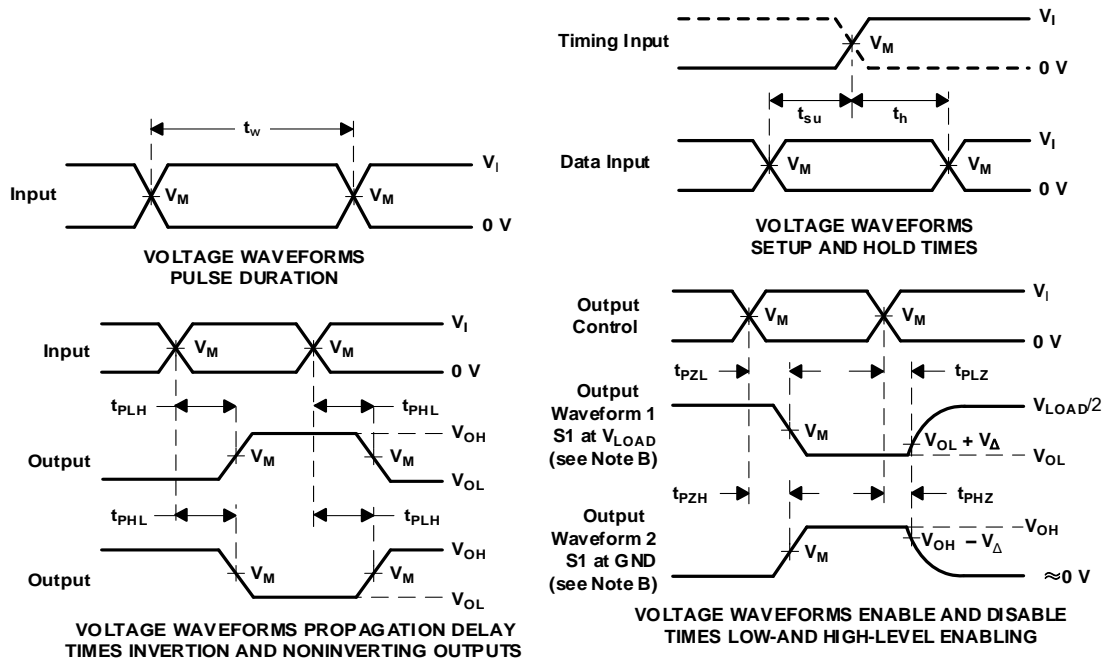 t_w
V_I
Input
V_M
V_M
0 V
VOLTAGE WAVEFORMS
PULSE DURATION
Timing Input
V_I
V_M
0 V
t_su
t_h
Data Input
V_I
V_M
V_M
0 V
VOLTAGE WAVEFORMS
SETUP AND HOLD TIMES
Input
V_I
V_M
V_M
0 V
t_PLH
t_PHL
Output
V_OH
V_M
V_M
V_OL
t_PHL
t_PLH
Output
V_OH
V_M
V_M
V_OL
VOLTAGE WAVEFORMS PROPAGATION DELAY
TIMES INVERTION AND NONINVERTING OUTPUTS
Output
Control
V_I
V_M
V_M
0 V
t_PZL
t_PLZ
Output
Waveform 1
S1 at V_LOAD
(see Note B)
V_LOAD/2
V_M
V_OL + V_Δ
V_OL
t_PZH
t_PHZ
Output
Waveform 2
S1 at GND
(see Note B)
V_OH
V_M
V_OH − V_Δ
≈0 V
VOLTAGE WAVEFORMS ENABLE AND DISABLE
TIMES LOW-AND HIGH-LEVEL ENABLING